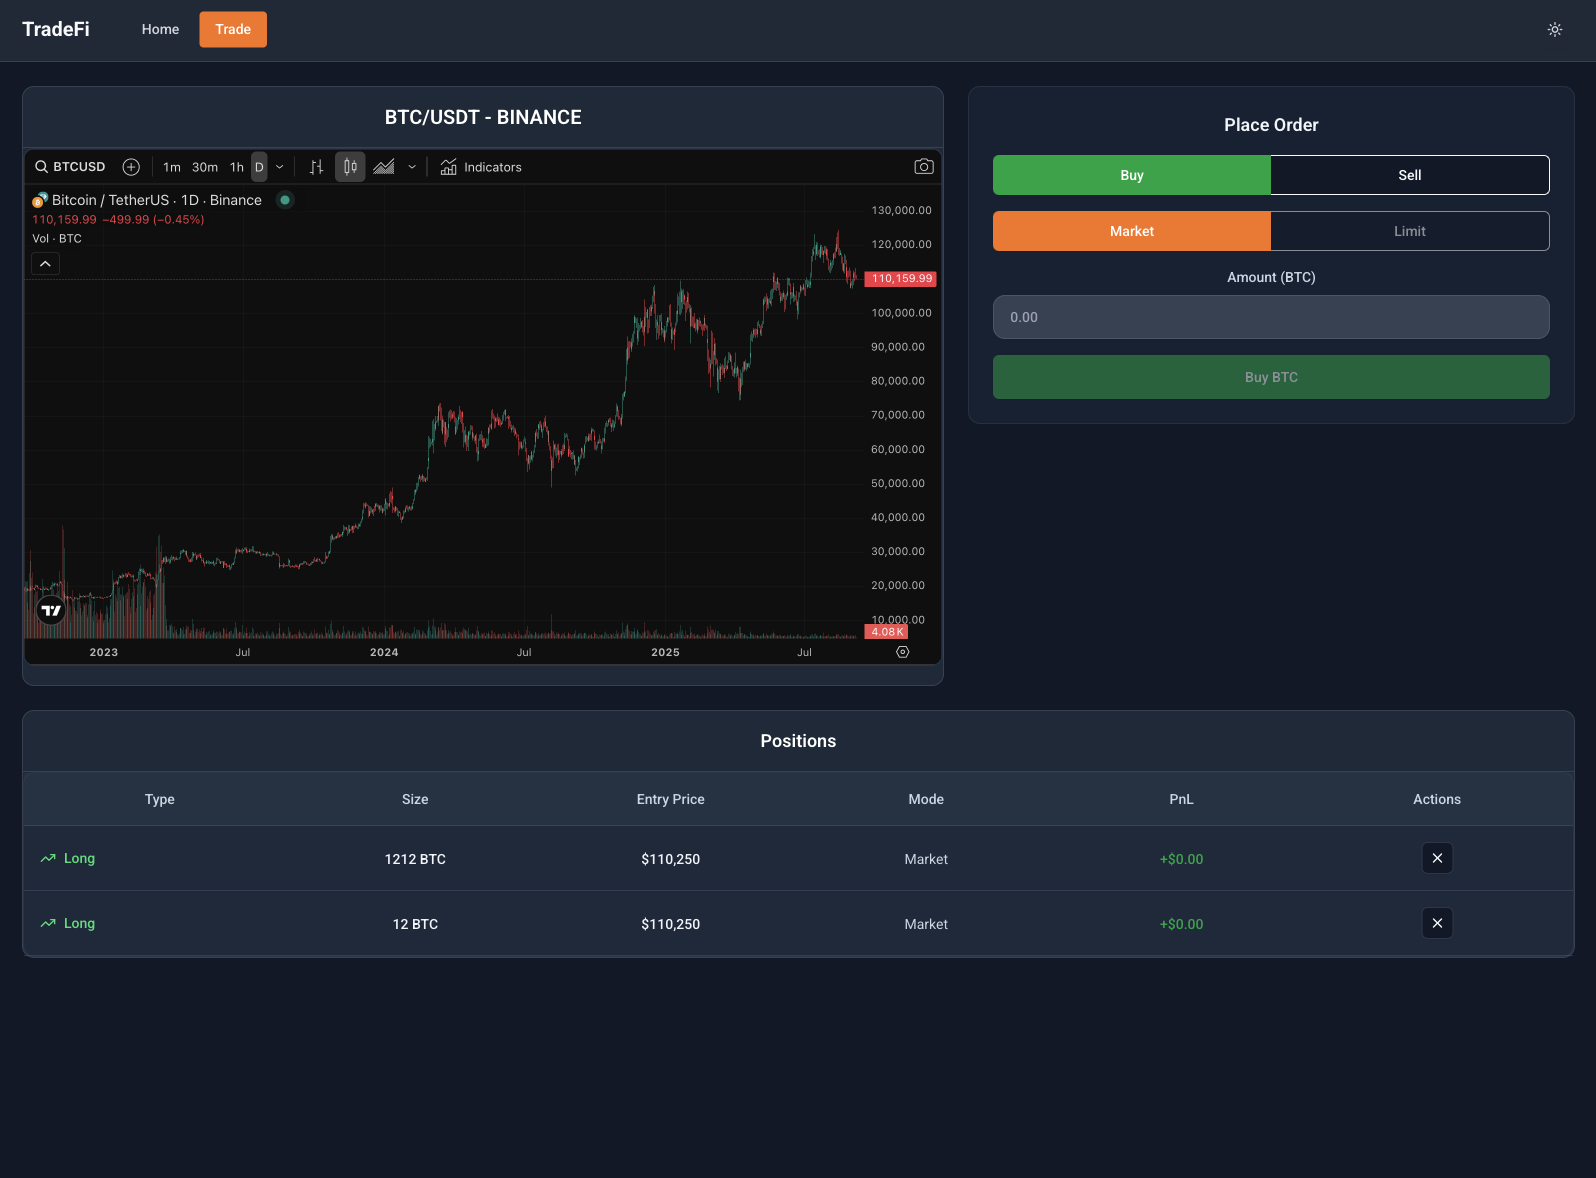 TradeFi Home Trade
BTC/USDT - BINANCE
BTCUSD 1m 30m 1h D Indicators
Bitcoin / TetherUS · 1D · Binance
110,159.99 −499.99 (−0.45%)
Vol · BTC
130,000.00
120,000.00
110,159.99
100,000.00
90,000.00
80,000.00
70,000.00
60,000.00
50,000.00
40,000.00
30,000.00
20,000.00
10,000.00
4.08K
2023 Jul 2024 Jul 2025 Jul
Place Order
Buy Sell
Market Limit
Amount (BTC)
0.00
Buy BTC
Positions
Type Size Entry Price Mode PnL Actions
Long 1212 BTC $110,250 Market +$0.00
Long 12 BTC $110,250 Market +$0.00